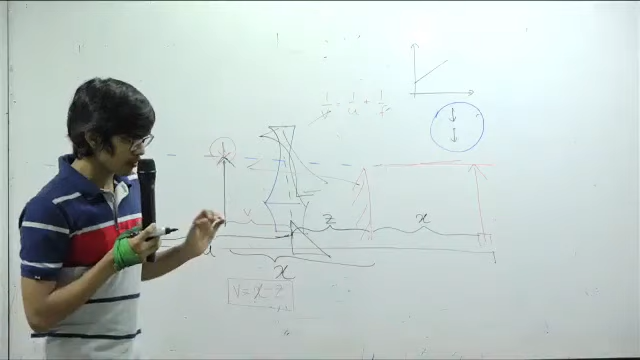 1/v = 1/u + 1/f
v
z
x
u
x
v = x - z